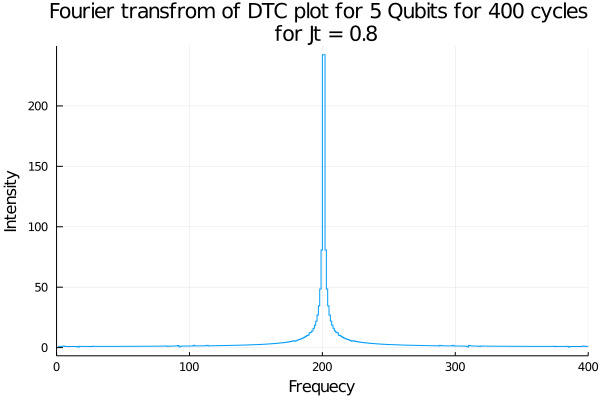 Fourier transfrom of DTC plot for 5 Qubits for 400 cycles
for Jt = 0.8
Intensity
200
150
100
50
0
0 100 200 300 400
Frequecy